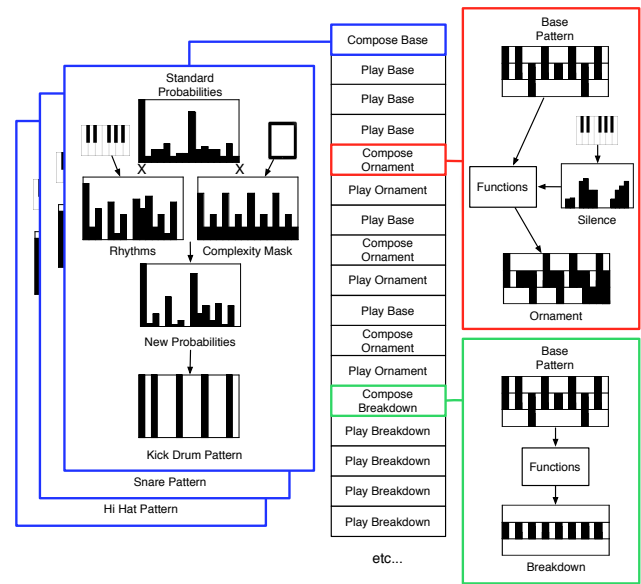 Standard
Probabilities
X
X
Rhythms
Complexity Mask
New Probabilities
Kick Drum Pattern
Snare Pattern
Hi Hat Pattern
Compose Base
Play Base
Play Base
Play Base
Compose
Ornament
Play Ornament
Play Base
Compose
Ornament
Play Ornament
Play Base
Compose
Ornament
Play Ornament
Compose
Breakdown
Play Breakdown
Play Breakdown
Play Breakdown
Play Breakdown
etc...
Base
Pattern
Functions
Silence
Ornament
Base
Pattern
Functions
Breakdown